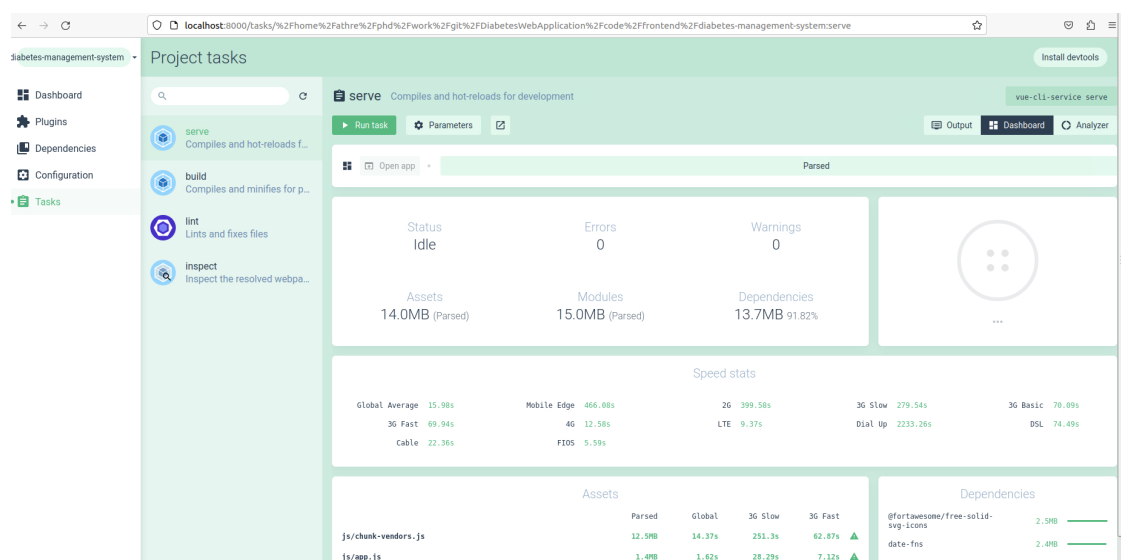 localhost:8000/tasks/%2Fhome%2Fathre%2Fphd%2Fwork%2Fgit%2FDiabetesWebApplication%2Fcode%2Ffrontend%2Fdiabetes-management-system:serve
diabetes-management-system
Project tasks
Install devtools
Dashboard
Plugins
Dependencies
Configuration
Tasks
serve
Compiles and hot-reloads f...
build
Compiles and minifies for p...
lint
Lints and fixes files
inspect
Inspect the resolved webpa...
serve Compiles and hot-reloads for development
vue-cli-service serve
Run task Parameters
Output Dashboard Analyzer
Open app
Parsed
Status Errors Warnings
Idle 0 0
Assets Modules Dependencies
14.0MB (Parsed) 15.0MB (Parsed) 13.7MB 91.82%
...
Speed stats
Global Average 15.98s Mobile Edge 466.08s 2G 399.58s 3G Slow 279.54s 3G Basic 70.09s
3G Fast 69.94s 4G 12.58s LTE 9.37s Dial Up 2233.26s DSL 74.49s
Cable 22.36s FIOS 5.59s
Assets
Parsed Global 3G Slow 3G Fast
js/chunk-vendors.js 12.5MB 14.37s 251.3s 62.87s
js/app.js 1.4MB 1.62s 28.29s 7.12s
Dependencies
@fortawesome/free-solid-
svg-icons 2.5MB
date-fns 2.4MB